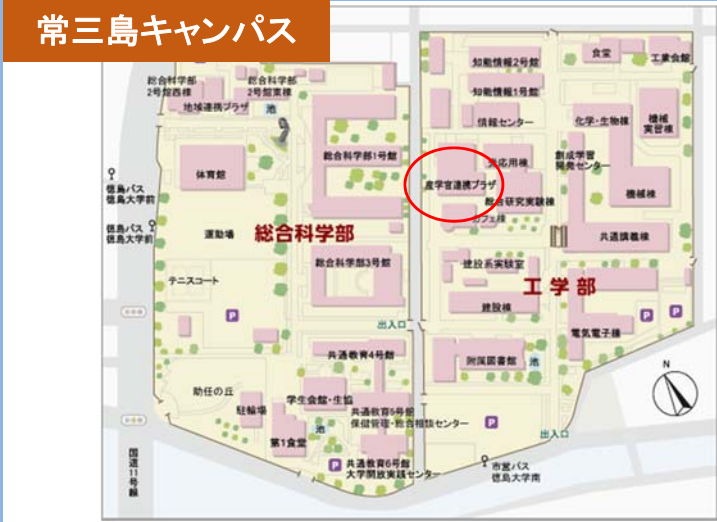 常三島キャンパス
総合科学部
2号館西棟
総合科学部
2号館東棟
地域連携プラザ
池
総合科学部1号館
体育館
徳島バス
徳島大学前
徳島バス
徳島大学前
運動場
総合科学部
総合科学部3号館
テニスコート
P
出入口
共通教育4号館
助任の丘
学生会館・生協
駐輪場
共通教育5号館
保健管理・総合相談センター
池
第1食堂
P
共通教育6号館
大学開放実践センター
国道11号線
知能情報2号館
食堂
工業会館
知能情報1号館
情報センター
化学・生物棟
機械
実習棟
光応用棟
創成学習
開発センター
産学官連携プラザ
総合研究実験棟
機械棟
カフェ棟
共通講義棟
建設系実験室
工学部
建設棟
P
P
電気電子棟
附属図書館
池
N
P
出入口
市営バス
徳島大学南